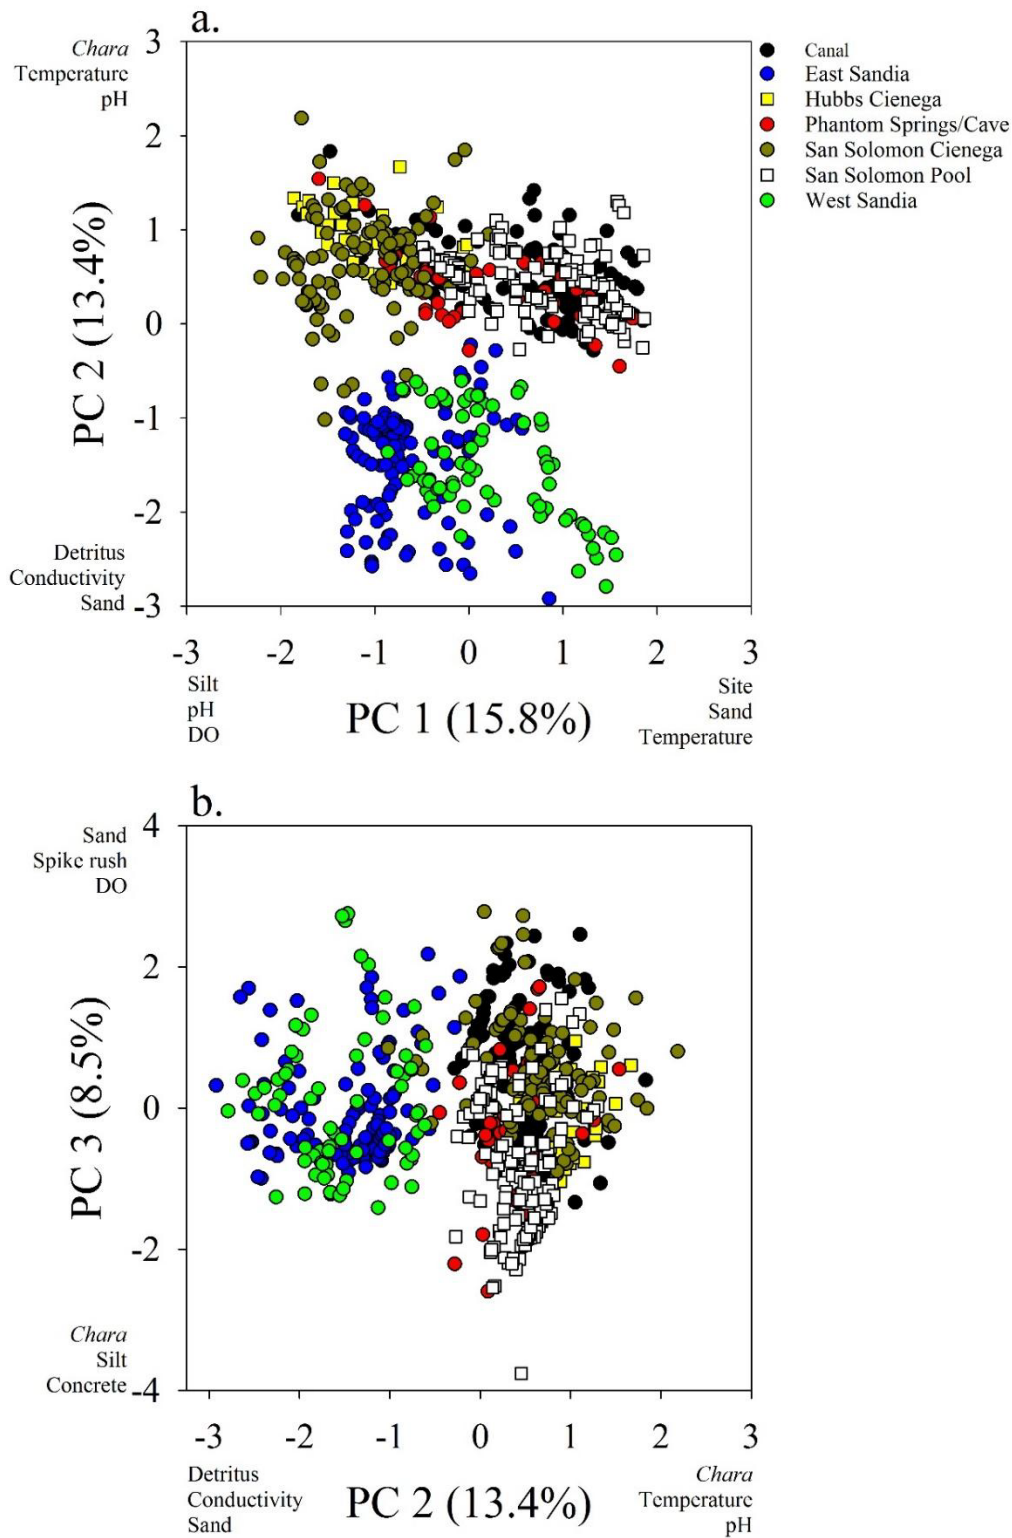 a.
Chara
Temperature
pH
3
2
1
0
-1
-2
-3
PC 2 (13.4%)
Detritus
Conductivity
Sand
Canal
East Sandia
Hubbs Cienega
Phantom Springs/Cave
San Solomon Cienega
San Solomon Pool
West Sandia
-3 -2 -1 0 1 2 3
Silt
pH
DO
PC 1 (15.8%)
Site
Sand
Temperature
b.
Sand
Spike rush
DO
4
2
0
-2
-4
PC 3 (8.5%)
Chara
Silt
Concrete
-3 -2 -1 0 1 2 3
Detritus
Conductivity
Sand
PC 2 (13.4%)
Chara
Temperature
pH